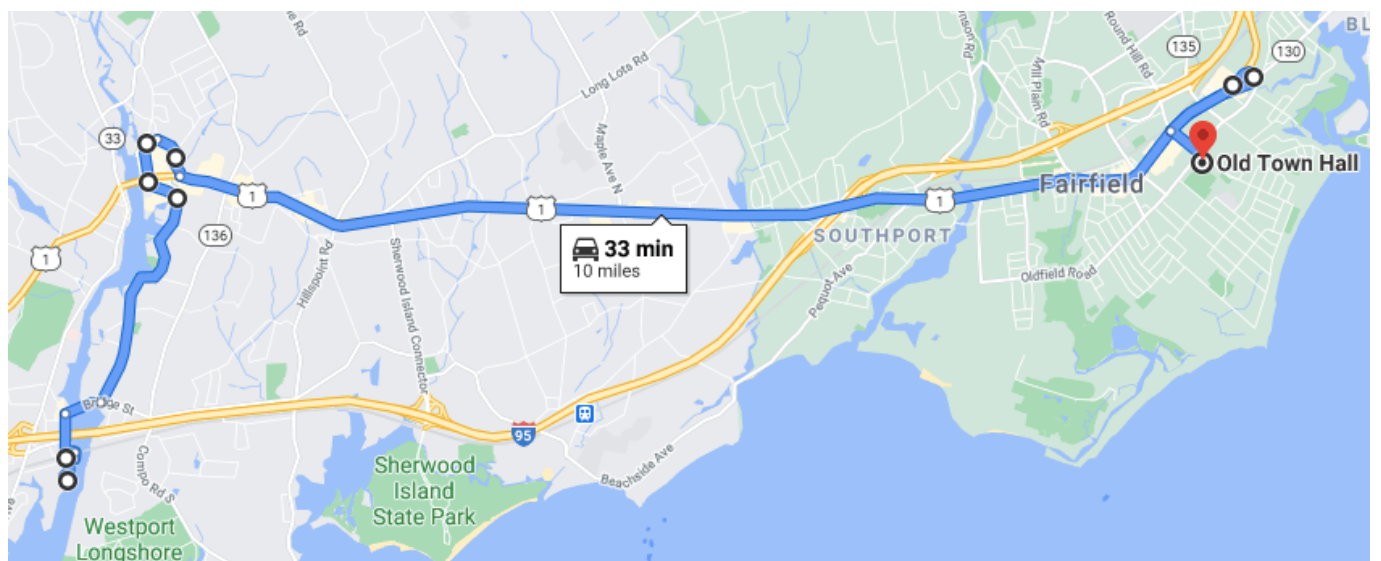 BL
135
130
Round Hill Rd
Mill Plain Rd
nson Rd
Long Lots Rd
Maple Ave N
33
Old Town Hall
Fairfield
1
1
1
136
1
33 min
10 miles
SOUTHPORT
Oldfield Road
Hillspoint Rd
Sherwood Island Connector
Pequot Ave
Bridge St
95
Compo Rd S
Beachside Ave
Sherwood
Island
State Park
Westport
Longshore